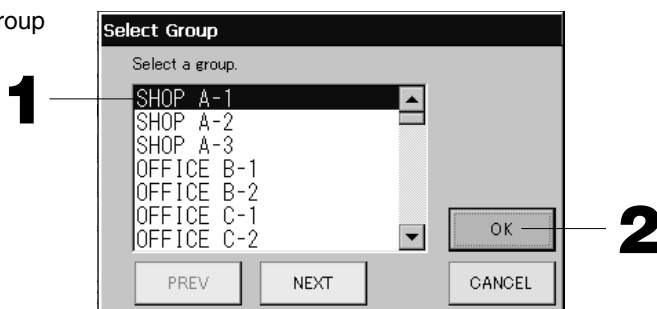 roup
Select Group
Select a group.
SHOP A-1
SHOP A-2
SHOP A-3
OFFICE B-1
OFFICE B-2
OFFICE C-1
OFFICE C-2
OK
PREV NEXT CANCEL
1
2